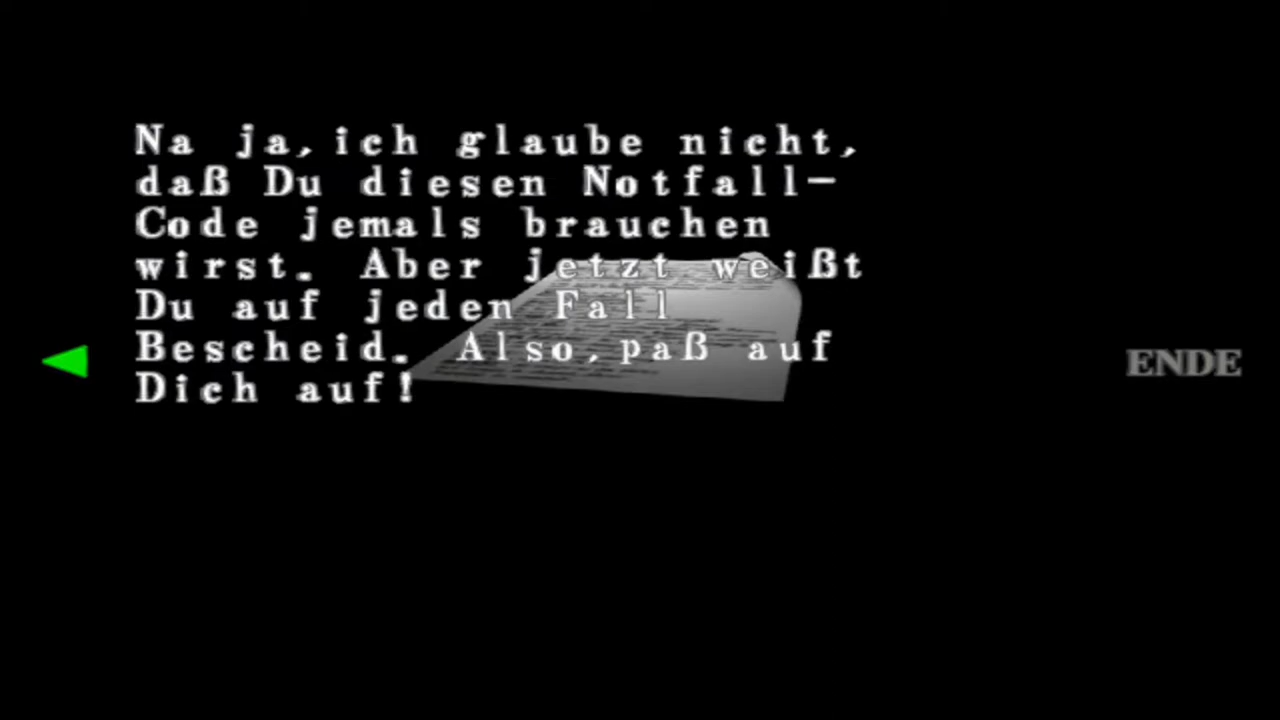 Na ja,ich glaube nicht,
daß Du diesen Notfall-
Code jemals brauchen
wirst. Aber jetzt weißt
Du auf jeden Fall
Bescheid. Also,paß auf
Dich auf!
ENDE